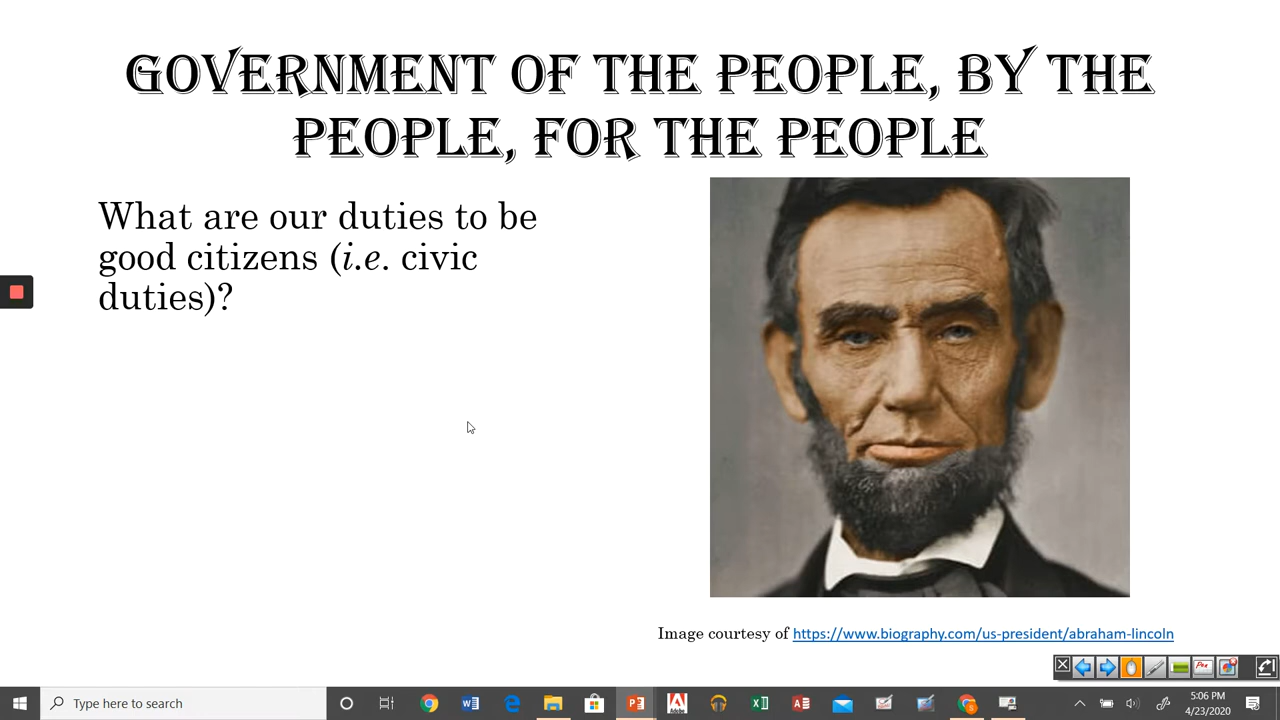 GOVERNMENT OF THE PEOPLE, BY THE
PEOPLE, FOR THE PEOPLE
What are our duties to be
good citizens (i.e. civic
duties)?
Image courtesy of https://www.biography.com/us-president/abraham-lincoln
Type here to search
5:06 PM
4/23/2020